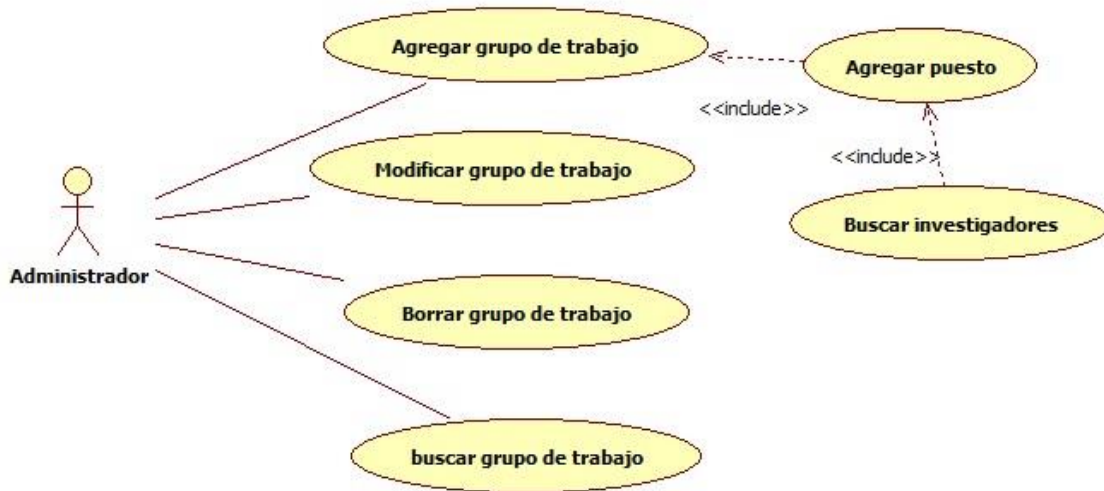 Agregar grupo de trabajo
Agregar puesto
<<include>>
Modificar grupo de trabajo
<<include>>
Buscar investigadores
Administrador
Borrar grupo de trabajo
buscar grupo de trabajo